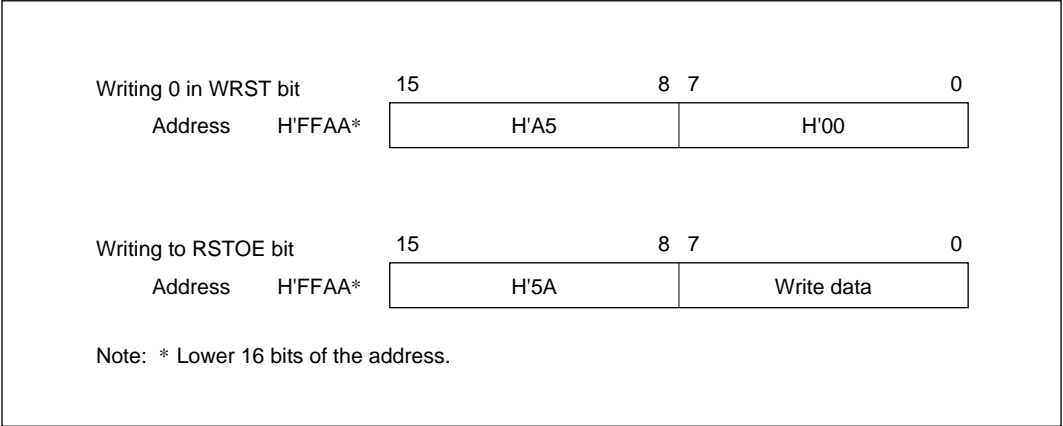 Writing 0 in WRST bit 15 8 7 0
Address H'FFAA* H'A5 H'00
Writing to RSTOE bit 15 8 7 0
Address H'FFAA* H'5A Write data
Note: * Lower 16 bits of the address.